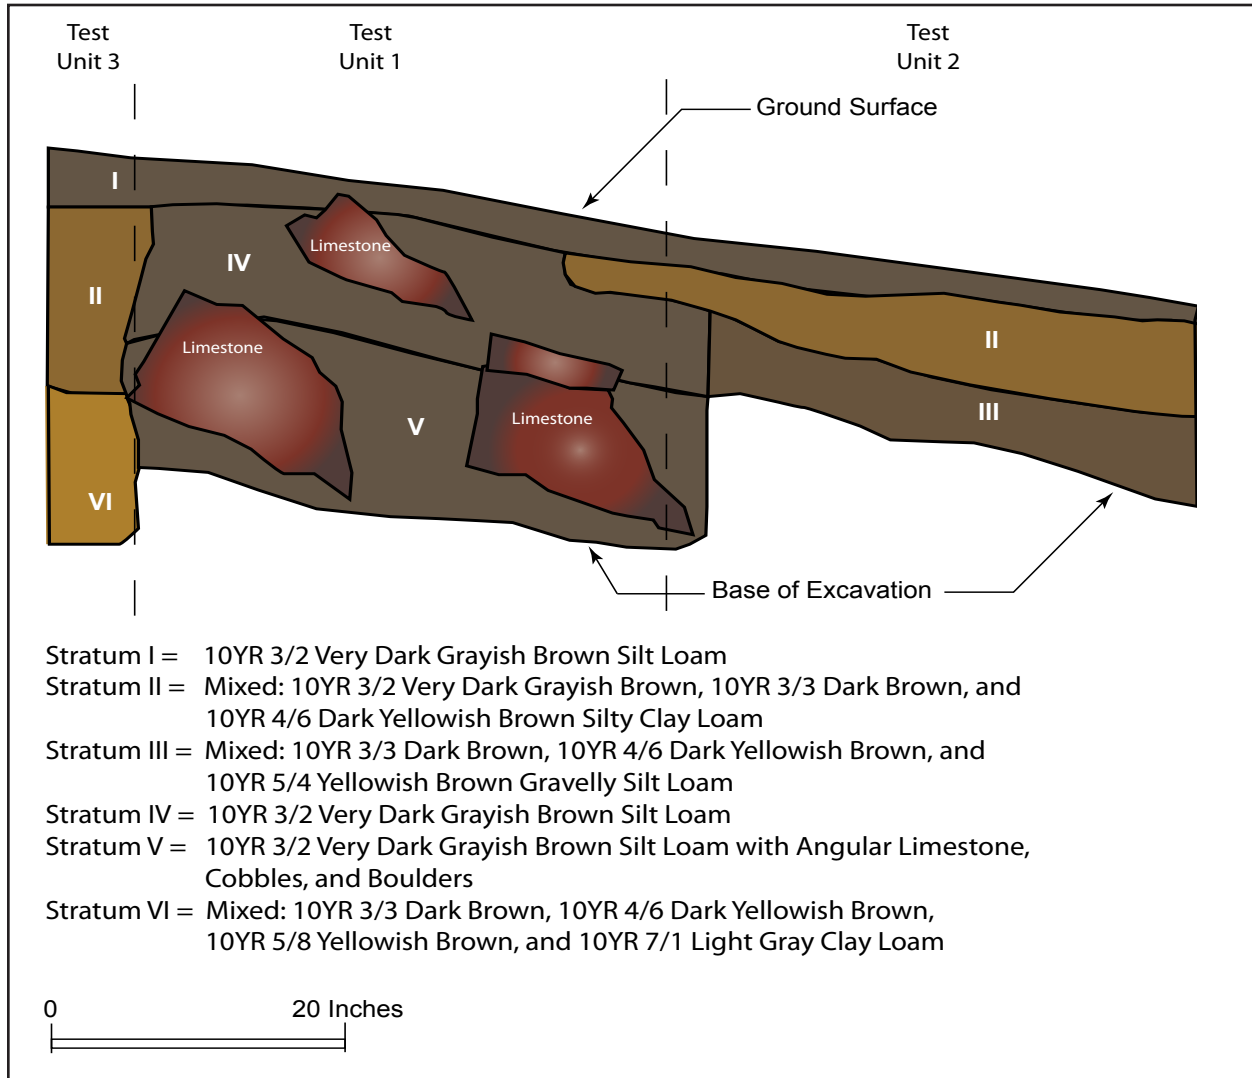 Test
Unit 3
Test
Unit 1
Test
Unit 2
Ground Surface
I
Limestone
IV
II
Limestone
II
Limestone
III
V
VI
Base of Excavation
Stratum I = 10YR 3/2 Very Dark Grayish Brown Silt Loam
Stratum II = Mixed: 10YR 3/2 Very Dark Grayish Brown, 10YR 3/3 Dark Brown, and
10YR 4/6 Dark Yellowish Brown Silty Clay Loam
Stratum III = Mixed: 10YR 3/3 Dark Brown, 10YR 4/6 Dark Yellowish Brown, and
10YR 5/4 Yellowish Brown Gravelly Silt Loam
Stratum IV = 10YR 3/2 Very Dark Grayish Brown Silt Loam
Stratum V = 10YR 3/2 Very Dark Grayish Brown Silt Loam with Angular Limestone,
Cobbles, and Boulders
Stratum VI = Mixed: 10YR 3/3 Dark Brown, 10YR 4/6 Dark Yellowish Brown,
10YR 5/8 Yellowish Brown, and 10YR 7/1 Light Gray Clay Loam
0 20 Inches